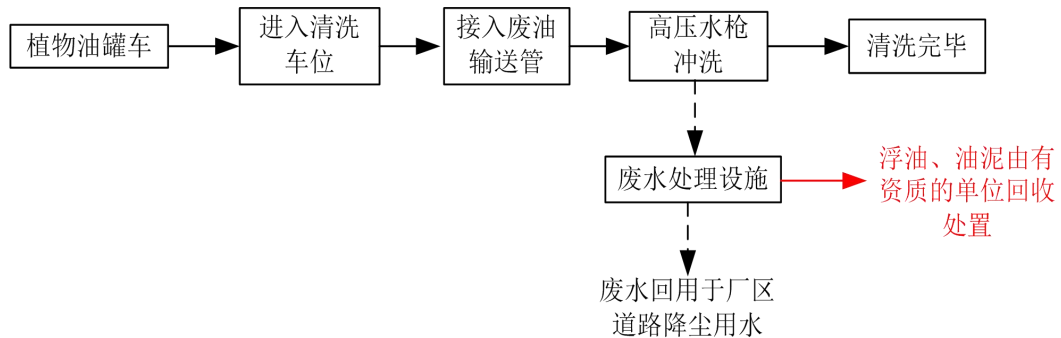 植物油罐车
进入清洗
车位
接入废油
输送管
高压水枪
冲洗
清洗完毕
废水处理设施
浮油、油泥由有
资质的单位回收
处置
废水回用于厂区
道路降尘用水